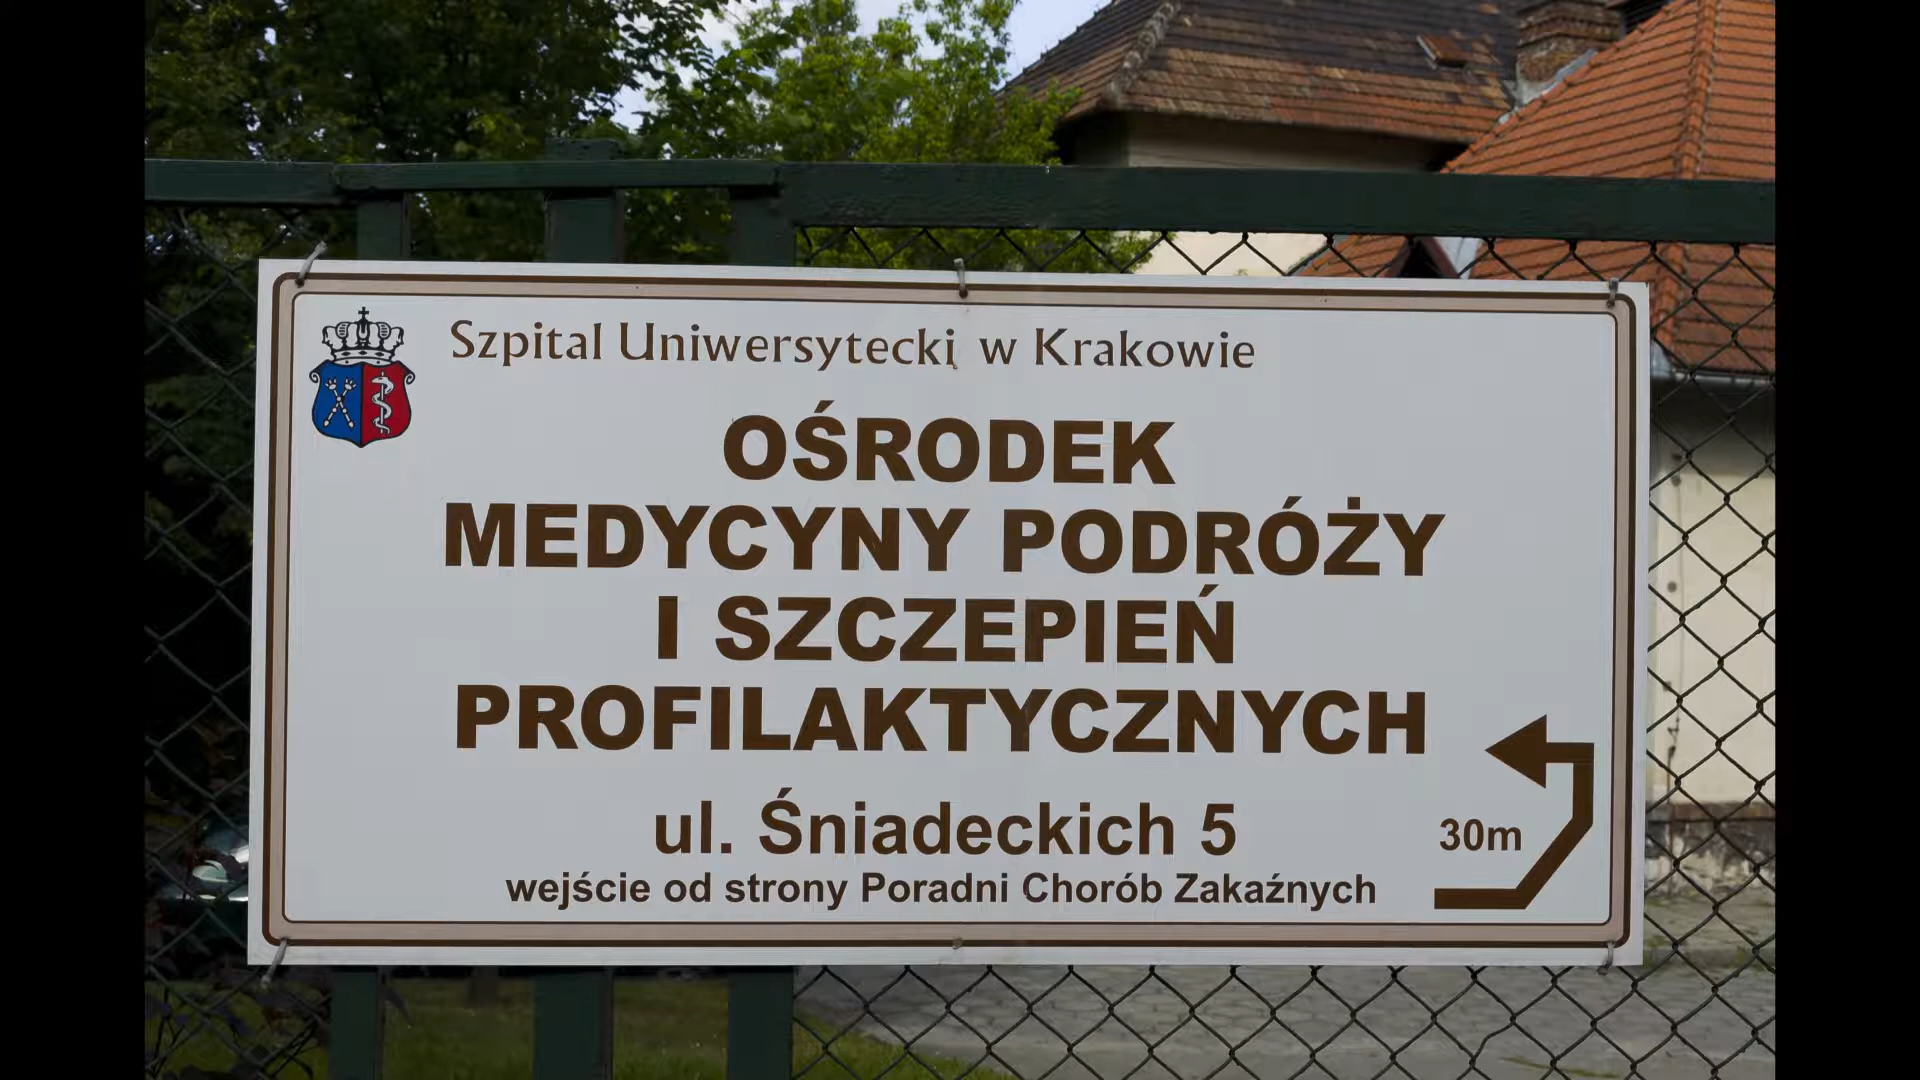 Szpital Uniwersytecki w Krakowie
OŚRODEK
MEDYCYNY PODRÓŻY
I SZCZEPIEŃ
PROFILAKTYCZNYCH
ul. Śniadeckich 5
30m
wejście od strony Poradni Chorób Zakaźnych